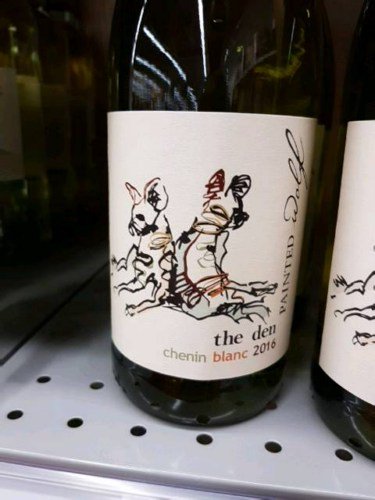 PAINTED wolf
the den
chenin blanc 2016